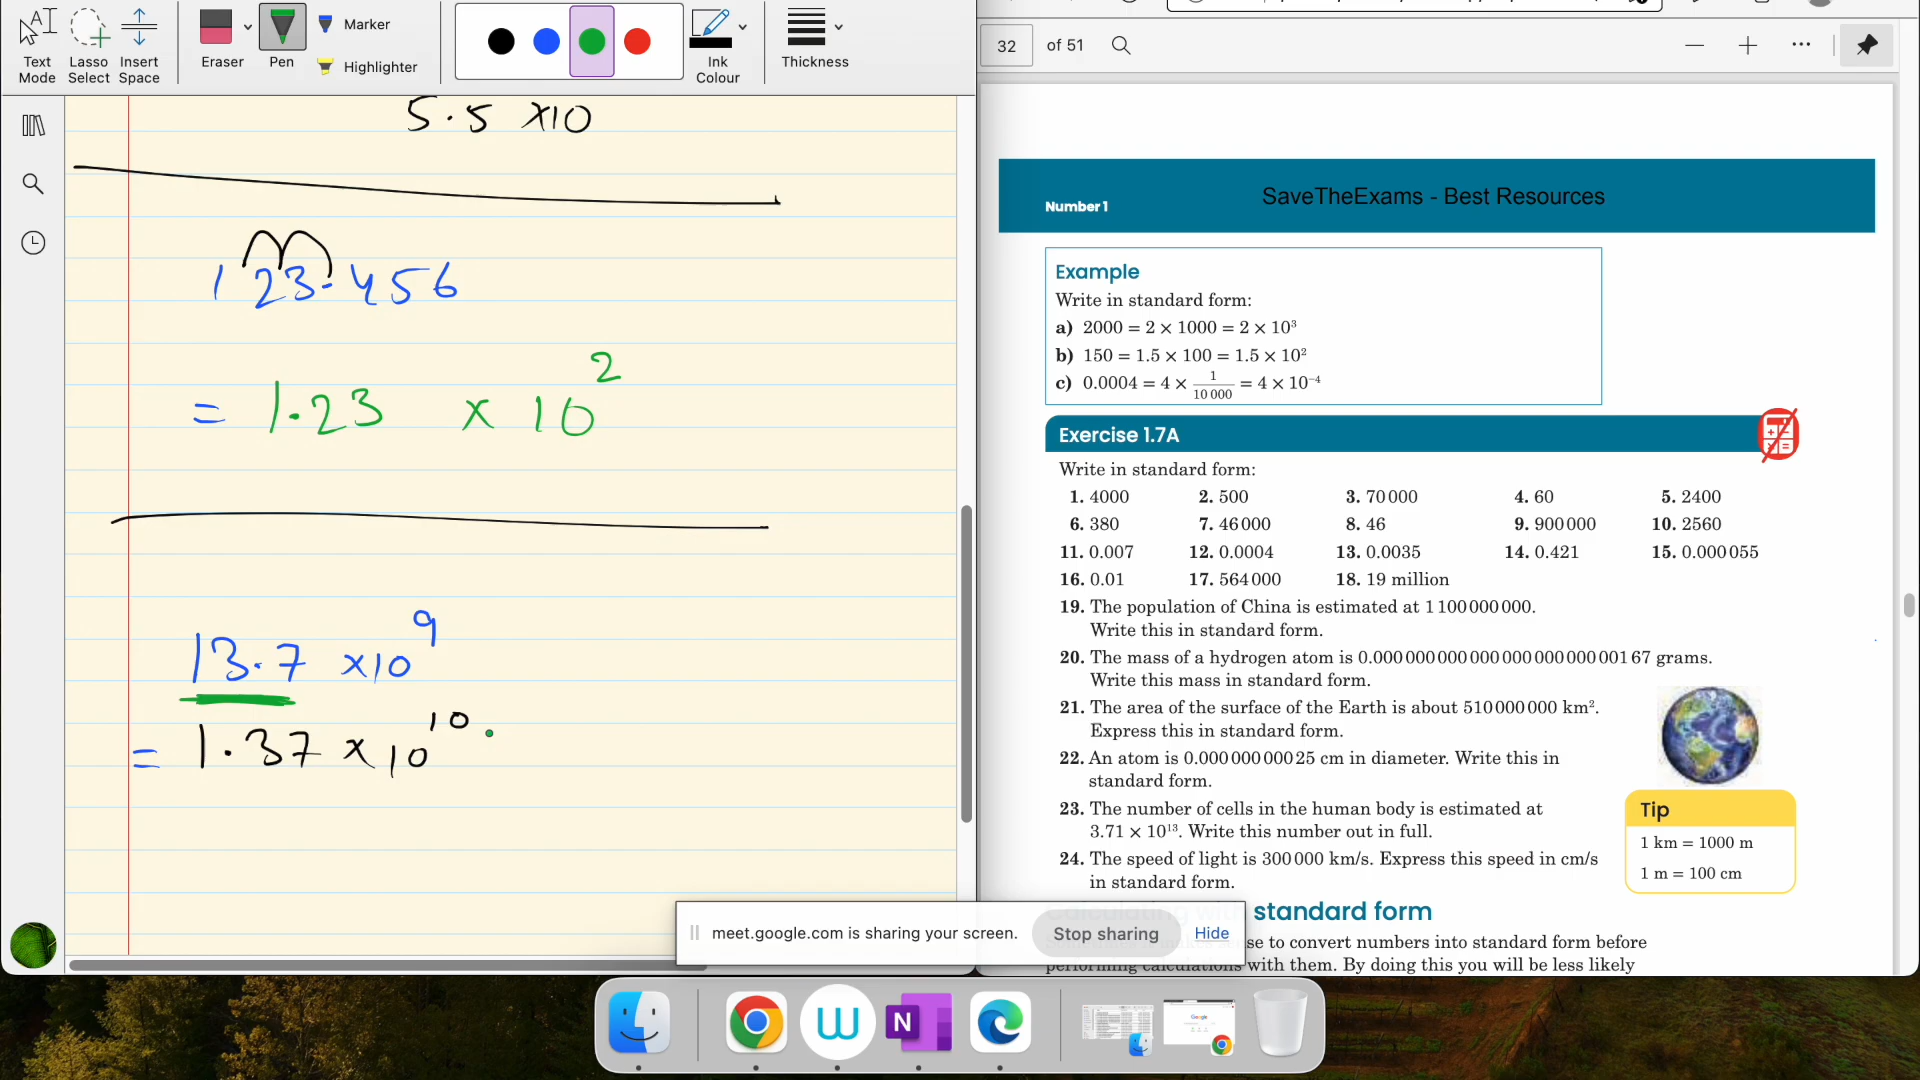 Text Mode
Lasso Select
Insert Space
Eraser
Pen
Marker
Highlighter
Ink Colour
Thickness
5.5 ×10
123.456
= 1.23 × 10²
13.7 ×10⁹
= 1.37 × 10¹⁰
32 of 51
Number 1
SaveTheExams - Best Resources
Example
Write in standard form:
a) 2000 = 2 × 1000 = 2 × 10³
b) 150 = 1.5 × 100 = 1.5 × 10²
c) 0.0004 = 4 × 1/10 000 = 4 × 10⁻⁴
Exercise 1.7A
Write in standard form:
1. 4000 2. 500 3. 70 000 4. 60 5. 2400
6. 380 7. 46 000 8. 46 9. 900 000 10. 2560
11. 0.007 12. 0.0004 13. 0.0035 14. 0.421 15. 0.000 055
16. 0.01 17. 564 000 18. 19 million
19. The population of China is estimated at 1 100 000 000.
Write this in standard form.
20. The mass of a hydrogen atom is 0.000 000 000 000 000 000 000 001 67 grams.
Write this mass in standard form.
21. The area of the surface of the Earth is about 510 000 000 km².
Express this in standard form.
22. An atom is 0.000 000 000 25 cm in diameter. Write this in
standard form.
23. The number of cells in the human body is estimated at
3.71 × 10¹³. Write this number out in full.
24. The speed of light is 300 000 km/s. Express this speed in cm/s
in standard form.
Tip
1 km = 1000 m
1 m = 100 cm
standard form
to convert numbers into standard form before
with them. By doing this you will be less likely
meet.google.com is sharing your screen.
Stop sharing
Hide